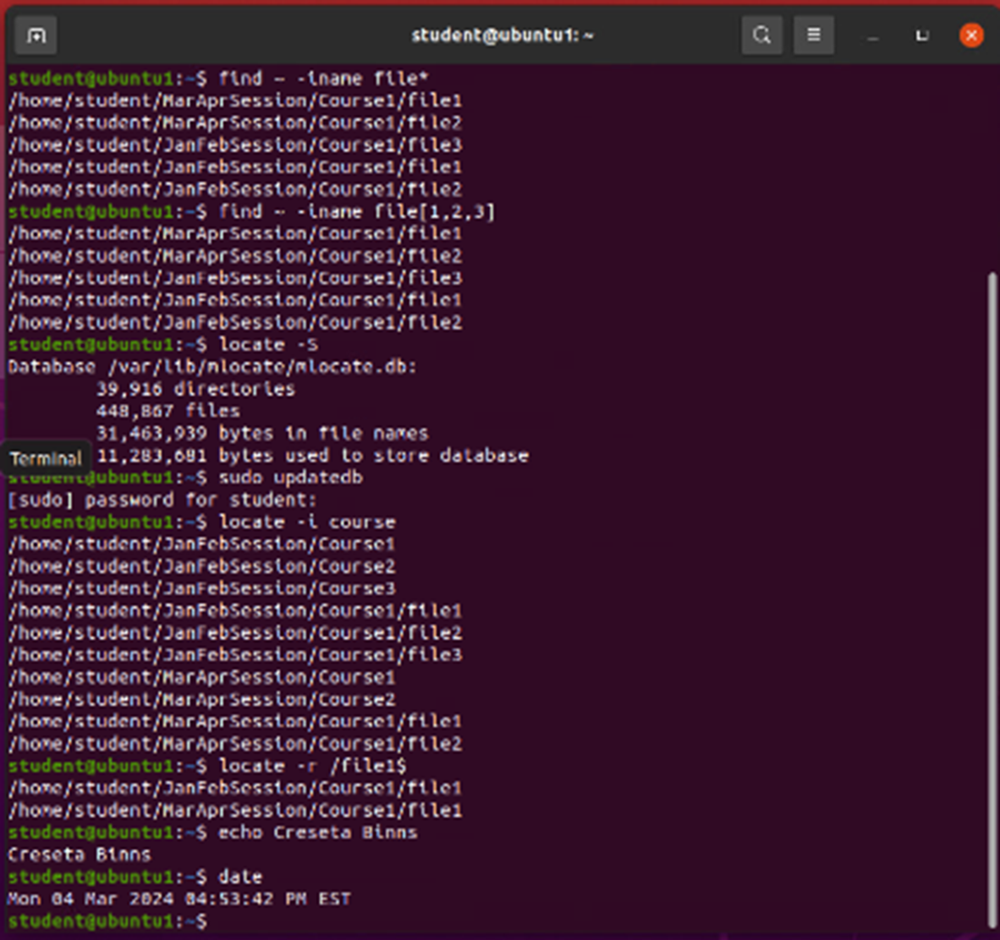 student@ubuntu1: ~
student@ubuntu1:~$ find ~ -iname file*
/home/student/MarAprSession/Course1/file1
/home/student/MarAprSession/Course1/file2
/home/student/JanFebSession/Course1/file3
/home/student/JanFebSession/Course1/file1
/home/student/JanFebSession/Course1/file2
student@ubuntu1:~$ find ~ -iname file[1,2,3]
/home/student/MarAprSession/Course1/file1
/home/student/MarAprSession/Course1/file2
/home/student/JanFebSession/Course1/file3
/home/student/JanFebSession/Course1/file1
/home/student/JanFebSession/Course1/file2
student@ubuntu1:~$ locate -S
Database /var/lib/mlocate/mlocate.db:
39,916 directories
448,867 files
31,463,939 bytes in file names
Terminal
11,283,681 bytes used to store database
student@ubuntu1:~$ sudo updatedb
[sudo] password for student:
student@ubuntu1:~$ locate -i course
/home/student/JanFebSession/Course1
/home/student/JanFebSession/Course2
/home/student/JanFebSession/Course3
/home/student/JanFebSession/Course1/file1
/home/student/JanFebSession/Course1/file2
/home/student/JanFebSession/Course1/file3
/home/student/MarAprSession/Course1
/home/student/MarAprSession/Course2
/home/student/MarAprSession/Course1/file1
/home/student/MarAprSession/Course1/file2
student@ubuntu1:~$ locate -r /file1$
/home/student/JanFebSession/Course1/file1
/home/student/MarAprSession/Course1/file1
student@ubuntu1:~$ echo Creseta Binns
Creseta Binns
student@ubuntu1:~$ date
Mon 04 Mar 2024 04:53:42 PM EST
student@ubuntu1:~$